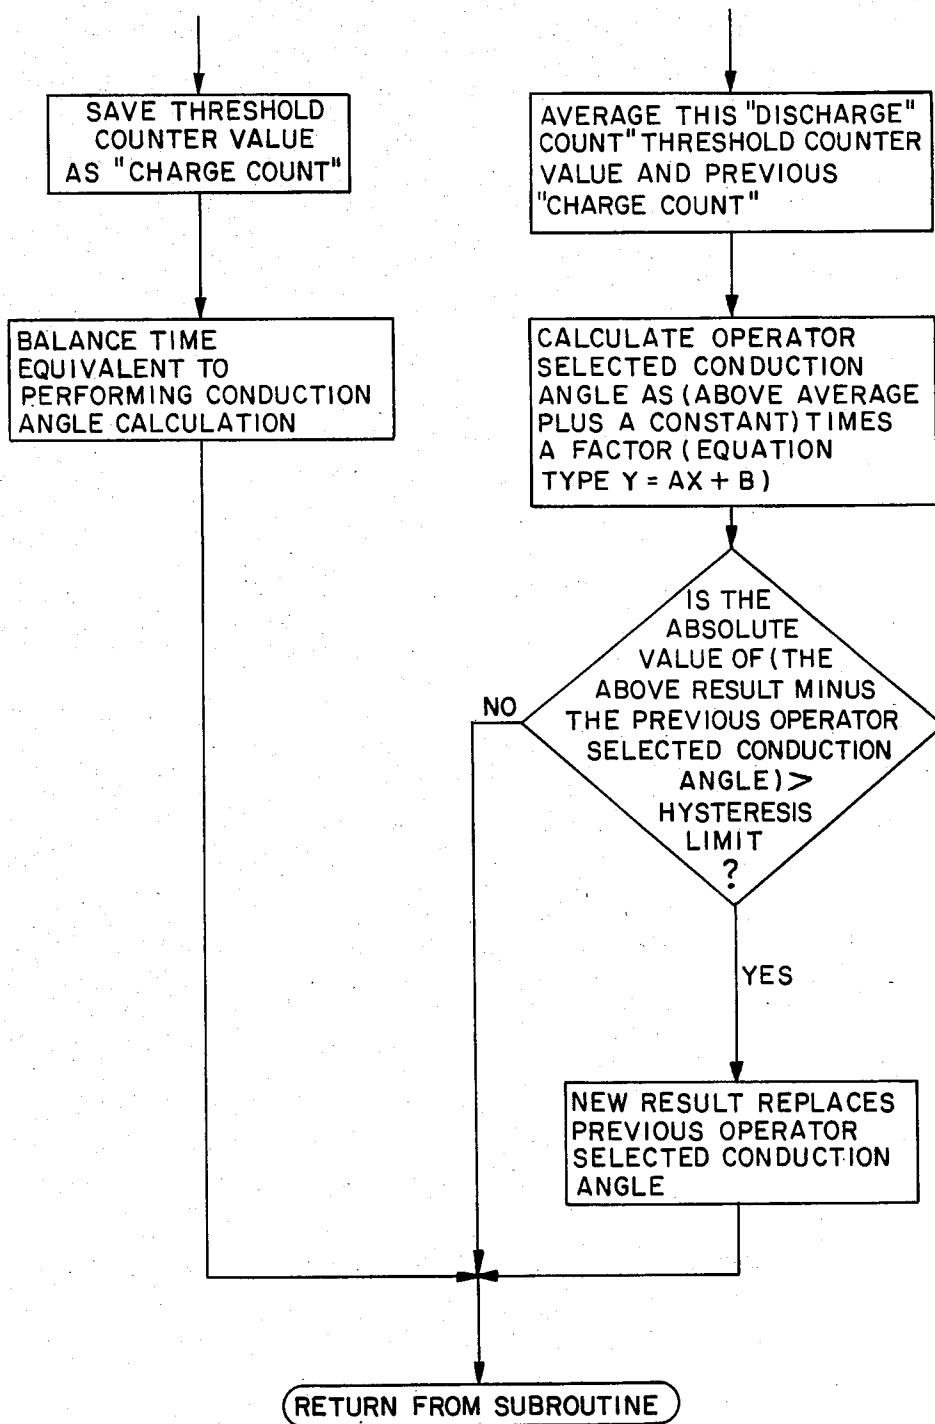 SAVE THRESHOLD
COUNTER VALUE
AS "CHARGE COUNT"
BALANCE TIME
EQUIVALENT TO
PERFORMING CONDUCTION
ANGLE CALCULATION
AVERAGE THIS "DISCHARGE"
COUNT" THRESHOLD COUNTER
VALUE AND PREVIOUS
"CHARGE COUNT"
CALCULATE OPERATOR
SELECTED CONDUCTION
ANGLE AS (ABOVE AVERAGE
PLUS A CONSTANT) TIMES
A FACTOR (EQUATION
TYPE Y = AX + B)
IS THE
ABSOLUTE
VALUE OF (THE
ABOVE RESULT MINUS
THE PREVIOUS OPERATOR
SELECTED CONDUCTION
ANGLE) >
HYSTERESIS
LIMIT
?
NO
YES
NEW RESULT REPLACES
PREVIOUS OPERATOR
SELECTED CONDUCTION
ANGLE
RETURN FROM SUBROUTINE